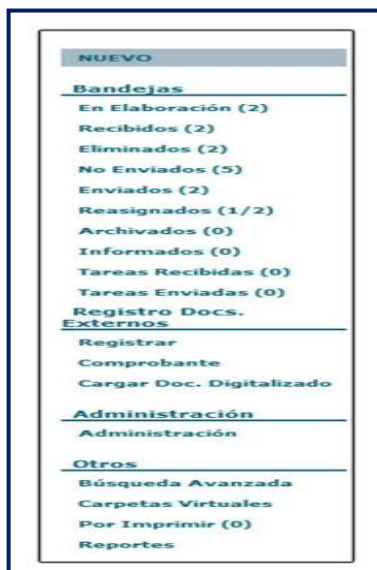 NUEVO
Bandejas
En Elaboración (2)
Recibidos (2)
Eliminados (2)
No Enviados (5)
Enviados (2)
Reasignados (1/2)
Archivados (0)
Informados (0)
Tareas Recibidas (0)
Tareas Enviadas (0)
Registro Docs.
Externos
Registrar
Comprobante
Cargar Doc. Digitalizado
Administración
Administración
Otros
Búsqueda Avanzada
Carpetas Virtuales
Por Imprimir (0)
Reportes